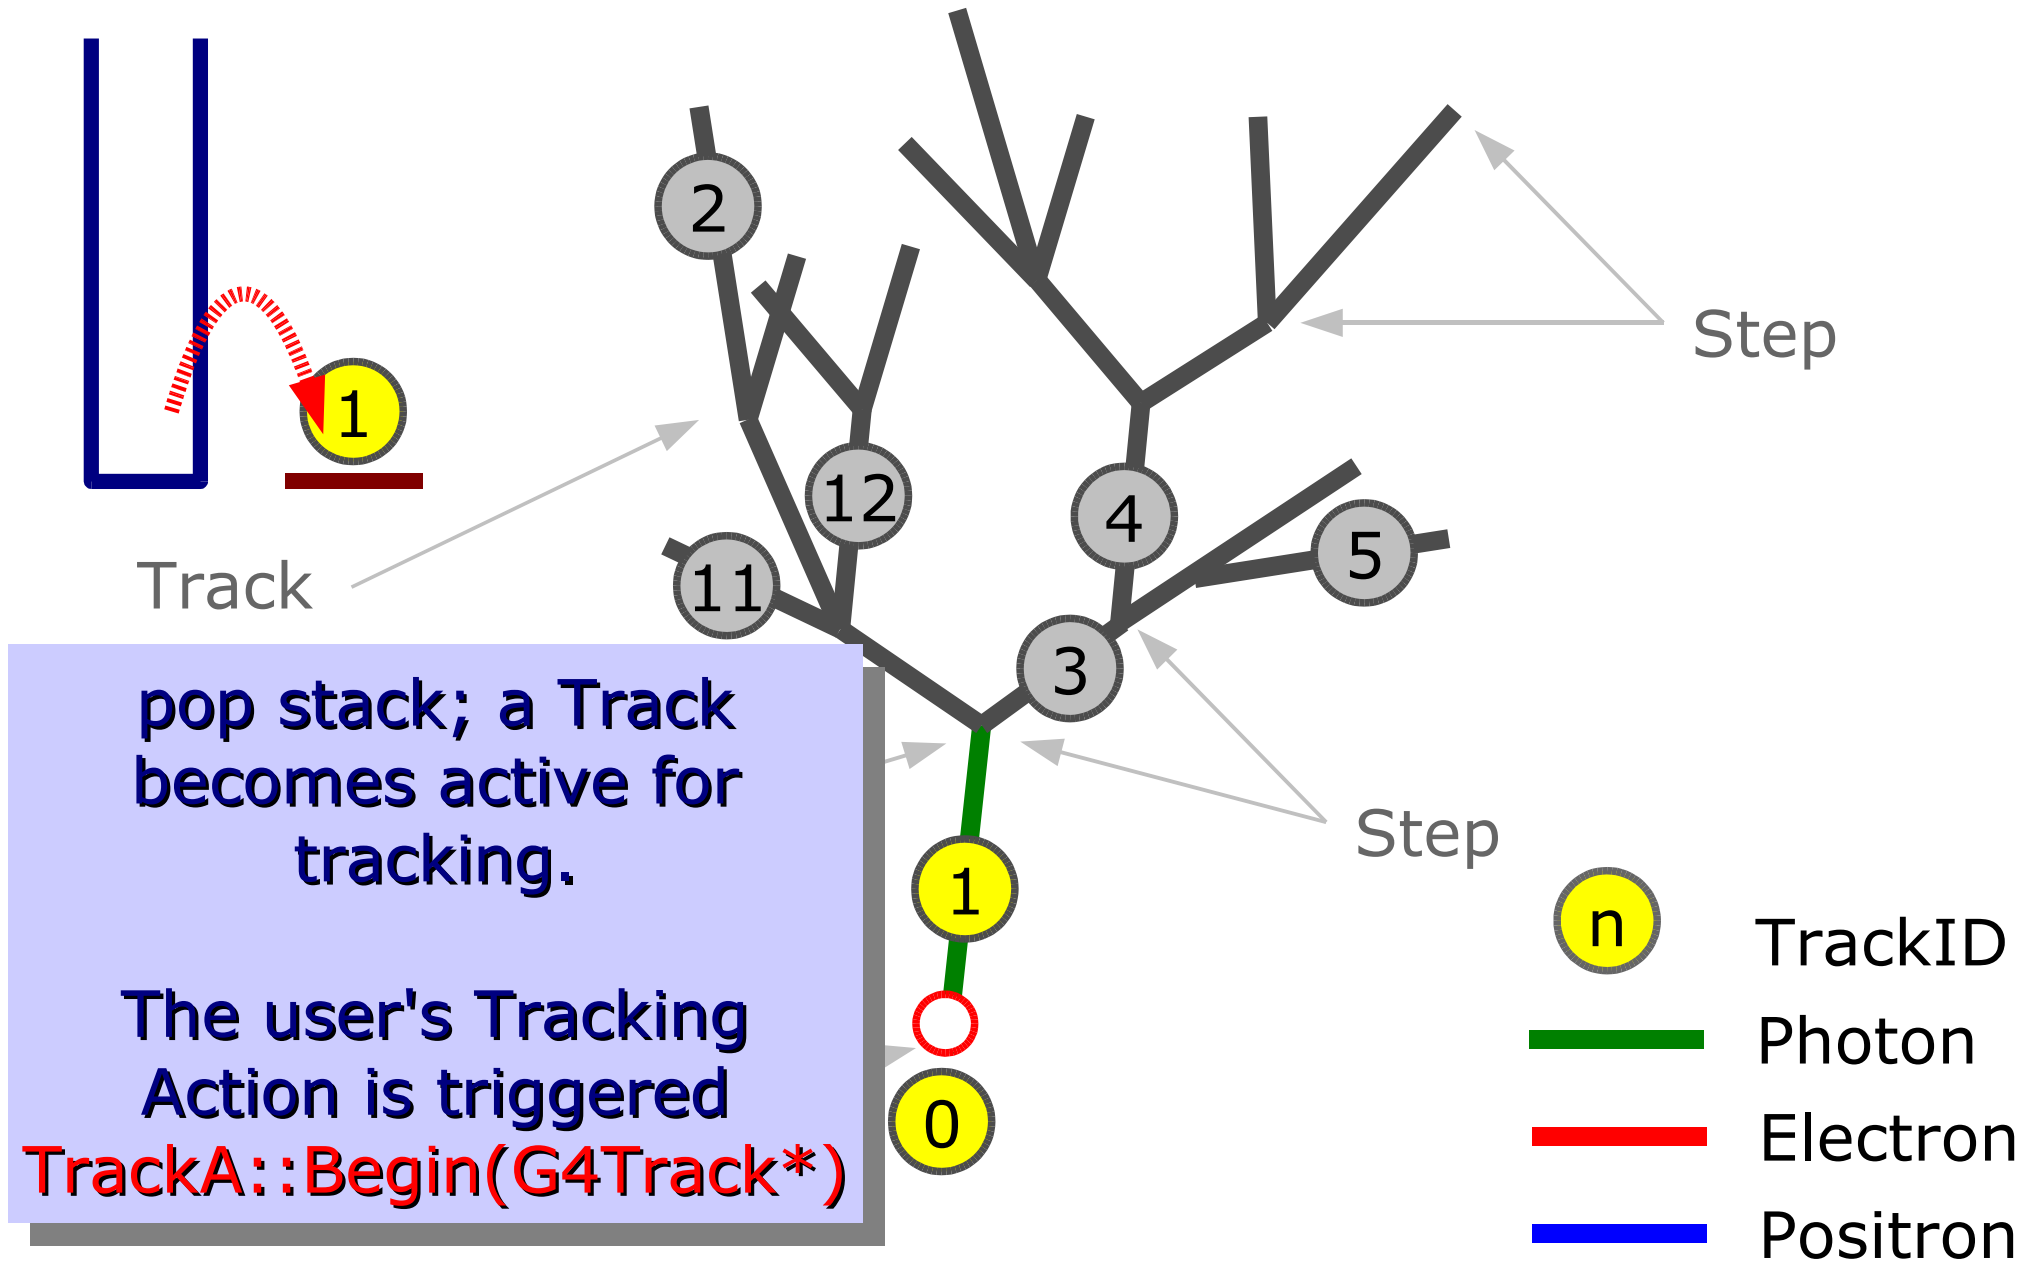 2
1
12
4
5
11
3
Step
Track
pop stack; a Track
becomes active for
tracking.
The user's Tracking
Action is triggered
TrackA::Begin(G4Track*)
Step
1
0
n
TrackID
Photon
Electron
Positron